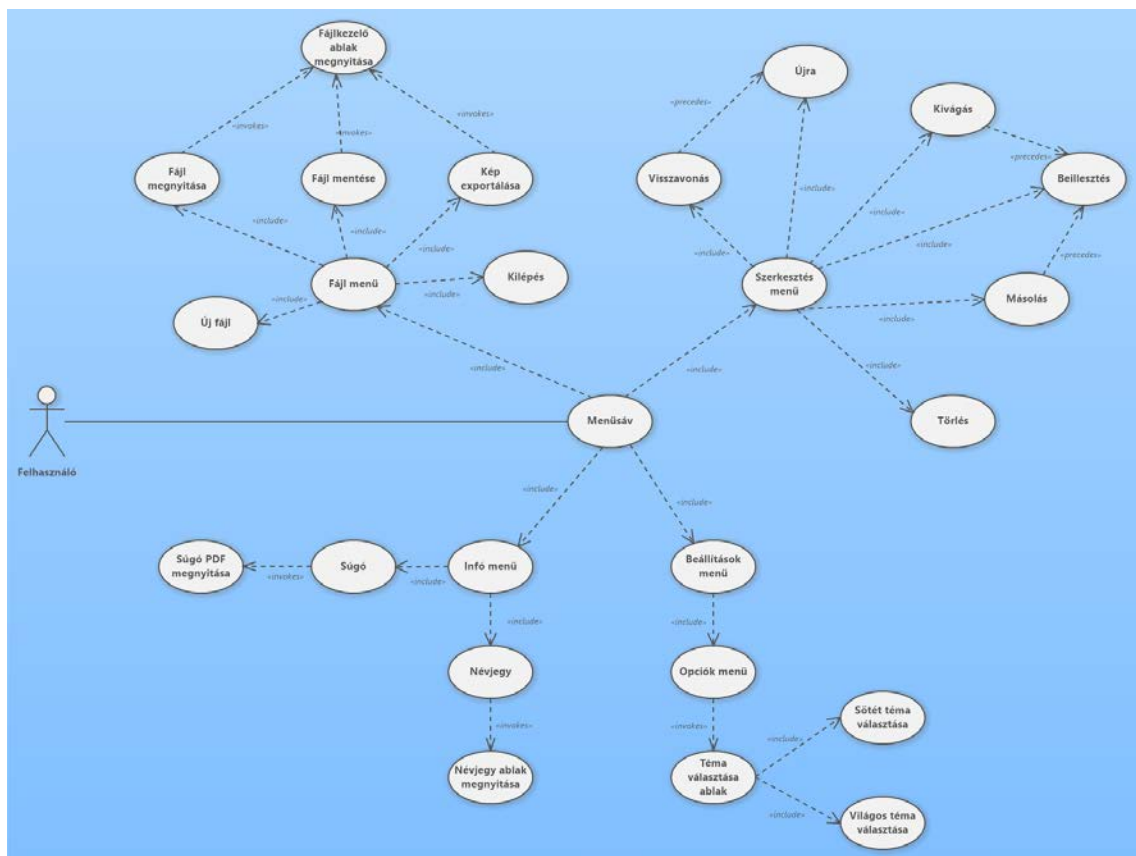 Fájlkezelő
ablak
megnyitása
Újra
Kivágás
«precedes»
«invokes»
«invokes»
«invokes»
«precedes»
Fájl
megnyitása
Fájl mentése
Kép
exportálása
Visszavonás
Beillesztés
«include»
«include»
«include»
«include»
«include»
«include»
«include»
«include»
«precedes»
Fájl menü
Kilépés
Szerkesztés
menü
Másolás
«include»
«include»
«include»
Új fájl
«include»
«include»
«include»
Menüsáv
Törlés
Felhasználó
«include»
«include»
Súgó PDF
megnyitása
Súgó
Infó menü
Beállítások
menü
«invokes»
«include»
«include»
«include»
Névjegy
Opciók menü
Sötét téma
választása
«invokes»
«invokes»
«include»
Névjegy ablak
megnyitása
Téma
választása
ablak
«include»
Világos téma
választása